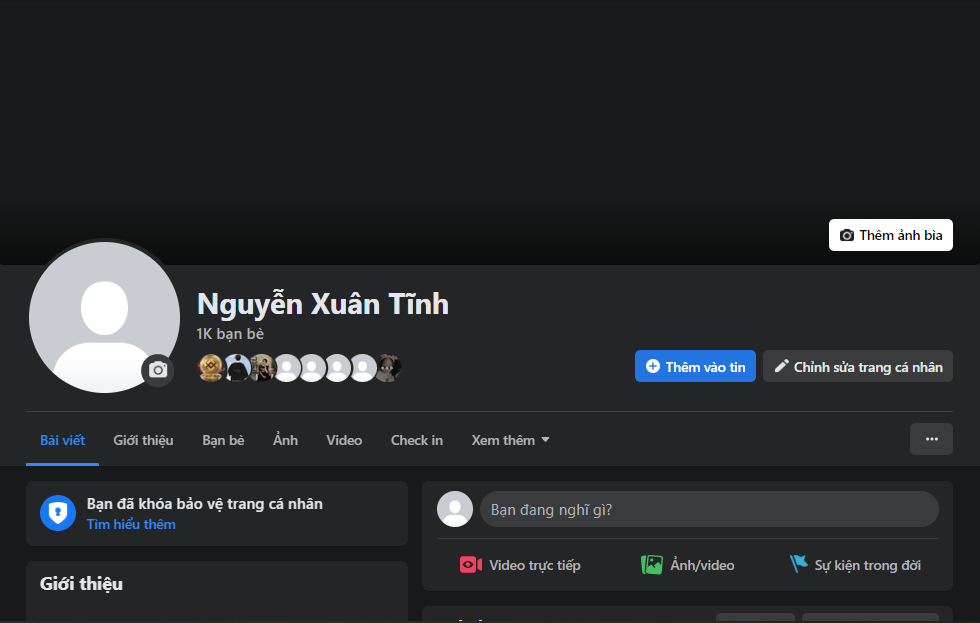 Thêm ảnh bìa
Nguyễn Xuân Tĩnh
1K bạn bè
Thêm vào tin
Chỉnh sửa trang cá nhân
Bài viết
Giới thiệu
Bạn bè
Ảnh
Video
Check in
Xem thêm
Bạn đã khóa bảo vệ trang cá nhân
Tìm hiểu thêm
Giới thiệu
Bạn đang nghĩ gì?
Video trực tiếp
Ảnh/video
Sự kiện trong đời